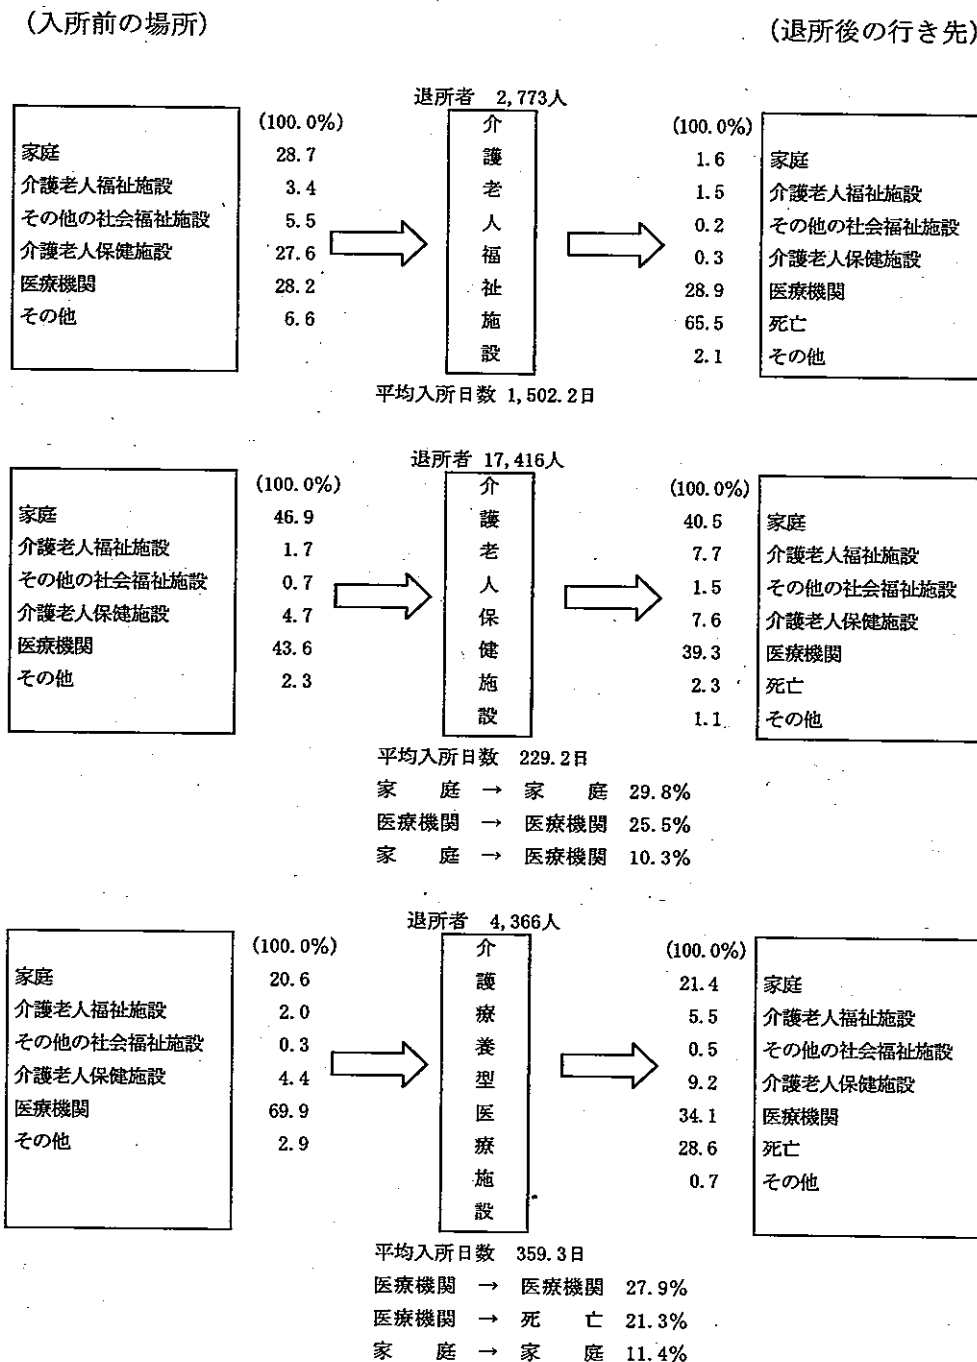 (入所前の場所)
(退所後の行き先)
退所者 2,773人
(100.0%)
家庭 28.7
介護老人福祉施設 3.4
その他の社会福祉施設 5.5
介護老人保健施設 27.6
医療機関 28.2
その他 6.6
介護老人福祉施設
(100.0%)
1.6 家庭
1.5 介護老人福祉施設
0.2 その他の社会福祉施設
0.3 介護老人保健施設
28.9 医療機関
65.5 死亡
2.1 その他
平均入所日数 1,502.2日
退所者 17,416人
(100.0%)
家庭 46.9
介護老人福祉施設 1.7
その他の社会福祉施設 0.7
介護老人保健施設 4.7
医療機関 43.6
その他 2.3
介護老人保健施設
(100.0%)
40.5 家庭
7.7 介護老人福祉施設
1.5 その他の社会福祉施設
7.6 介護老人保健施設
39.3 医療機関
2.3 死亡
1.1 その他
平均入所日数 229.2日
家庭 → 家庭 29.8%
医療機関 → 医療機関 25.5%
家庭 → 医療機関 10.3%
退所者 4,366人
(100.0%)
家庭 20.6
介護老人福祉施設 2.0
その他の社会福祉施設 0.3
介護老人保健施設 4.4
医療機関 69.9
その他 2.9
介護療養型医療施設
(100.0%)
21.4 家庭
5.5 介護老人福祉施設
0.5 その他の社会福祉施設
9.2 介護老人保健施設
34.1 医療機関
28.6 死亡
0.7 その他
平均入所日数 359.3日
医療機関 → 医療機関 27.9%
医療機関 → 死亡 21.3%
家庭 → 家庭 11.4%